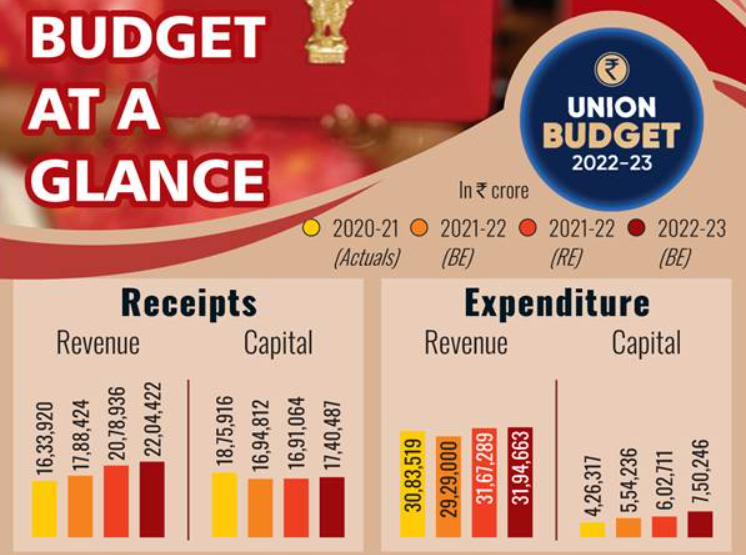 BUDGET
AT A
GLANCE
₹
UNION
BUDGET
2022-23
In ₹ crore
2020-21 2021-22 2021-22 2022-23
(Actuals) (BE) (RE) (BE)
Receipts
Revenue
16,33,920
17,88,424
20,78,936
22,04,422
Capital
18,75,916
16,94,812
16,91,064
17,40,487
Expenditure
Revenue
30,83,519
29,29,000
31,67,289
31,94,663
Capital
4,26,317
5,54,236
6,02,711
7,50,246